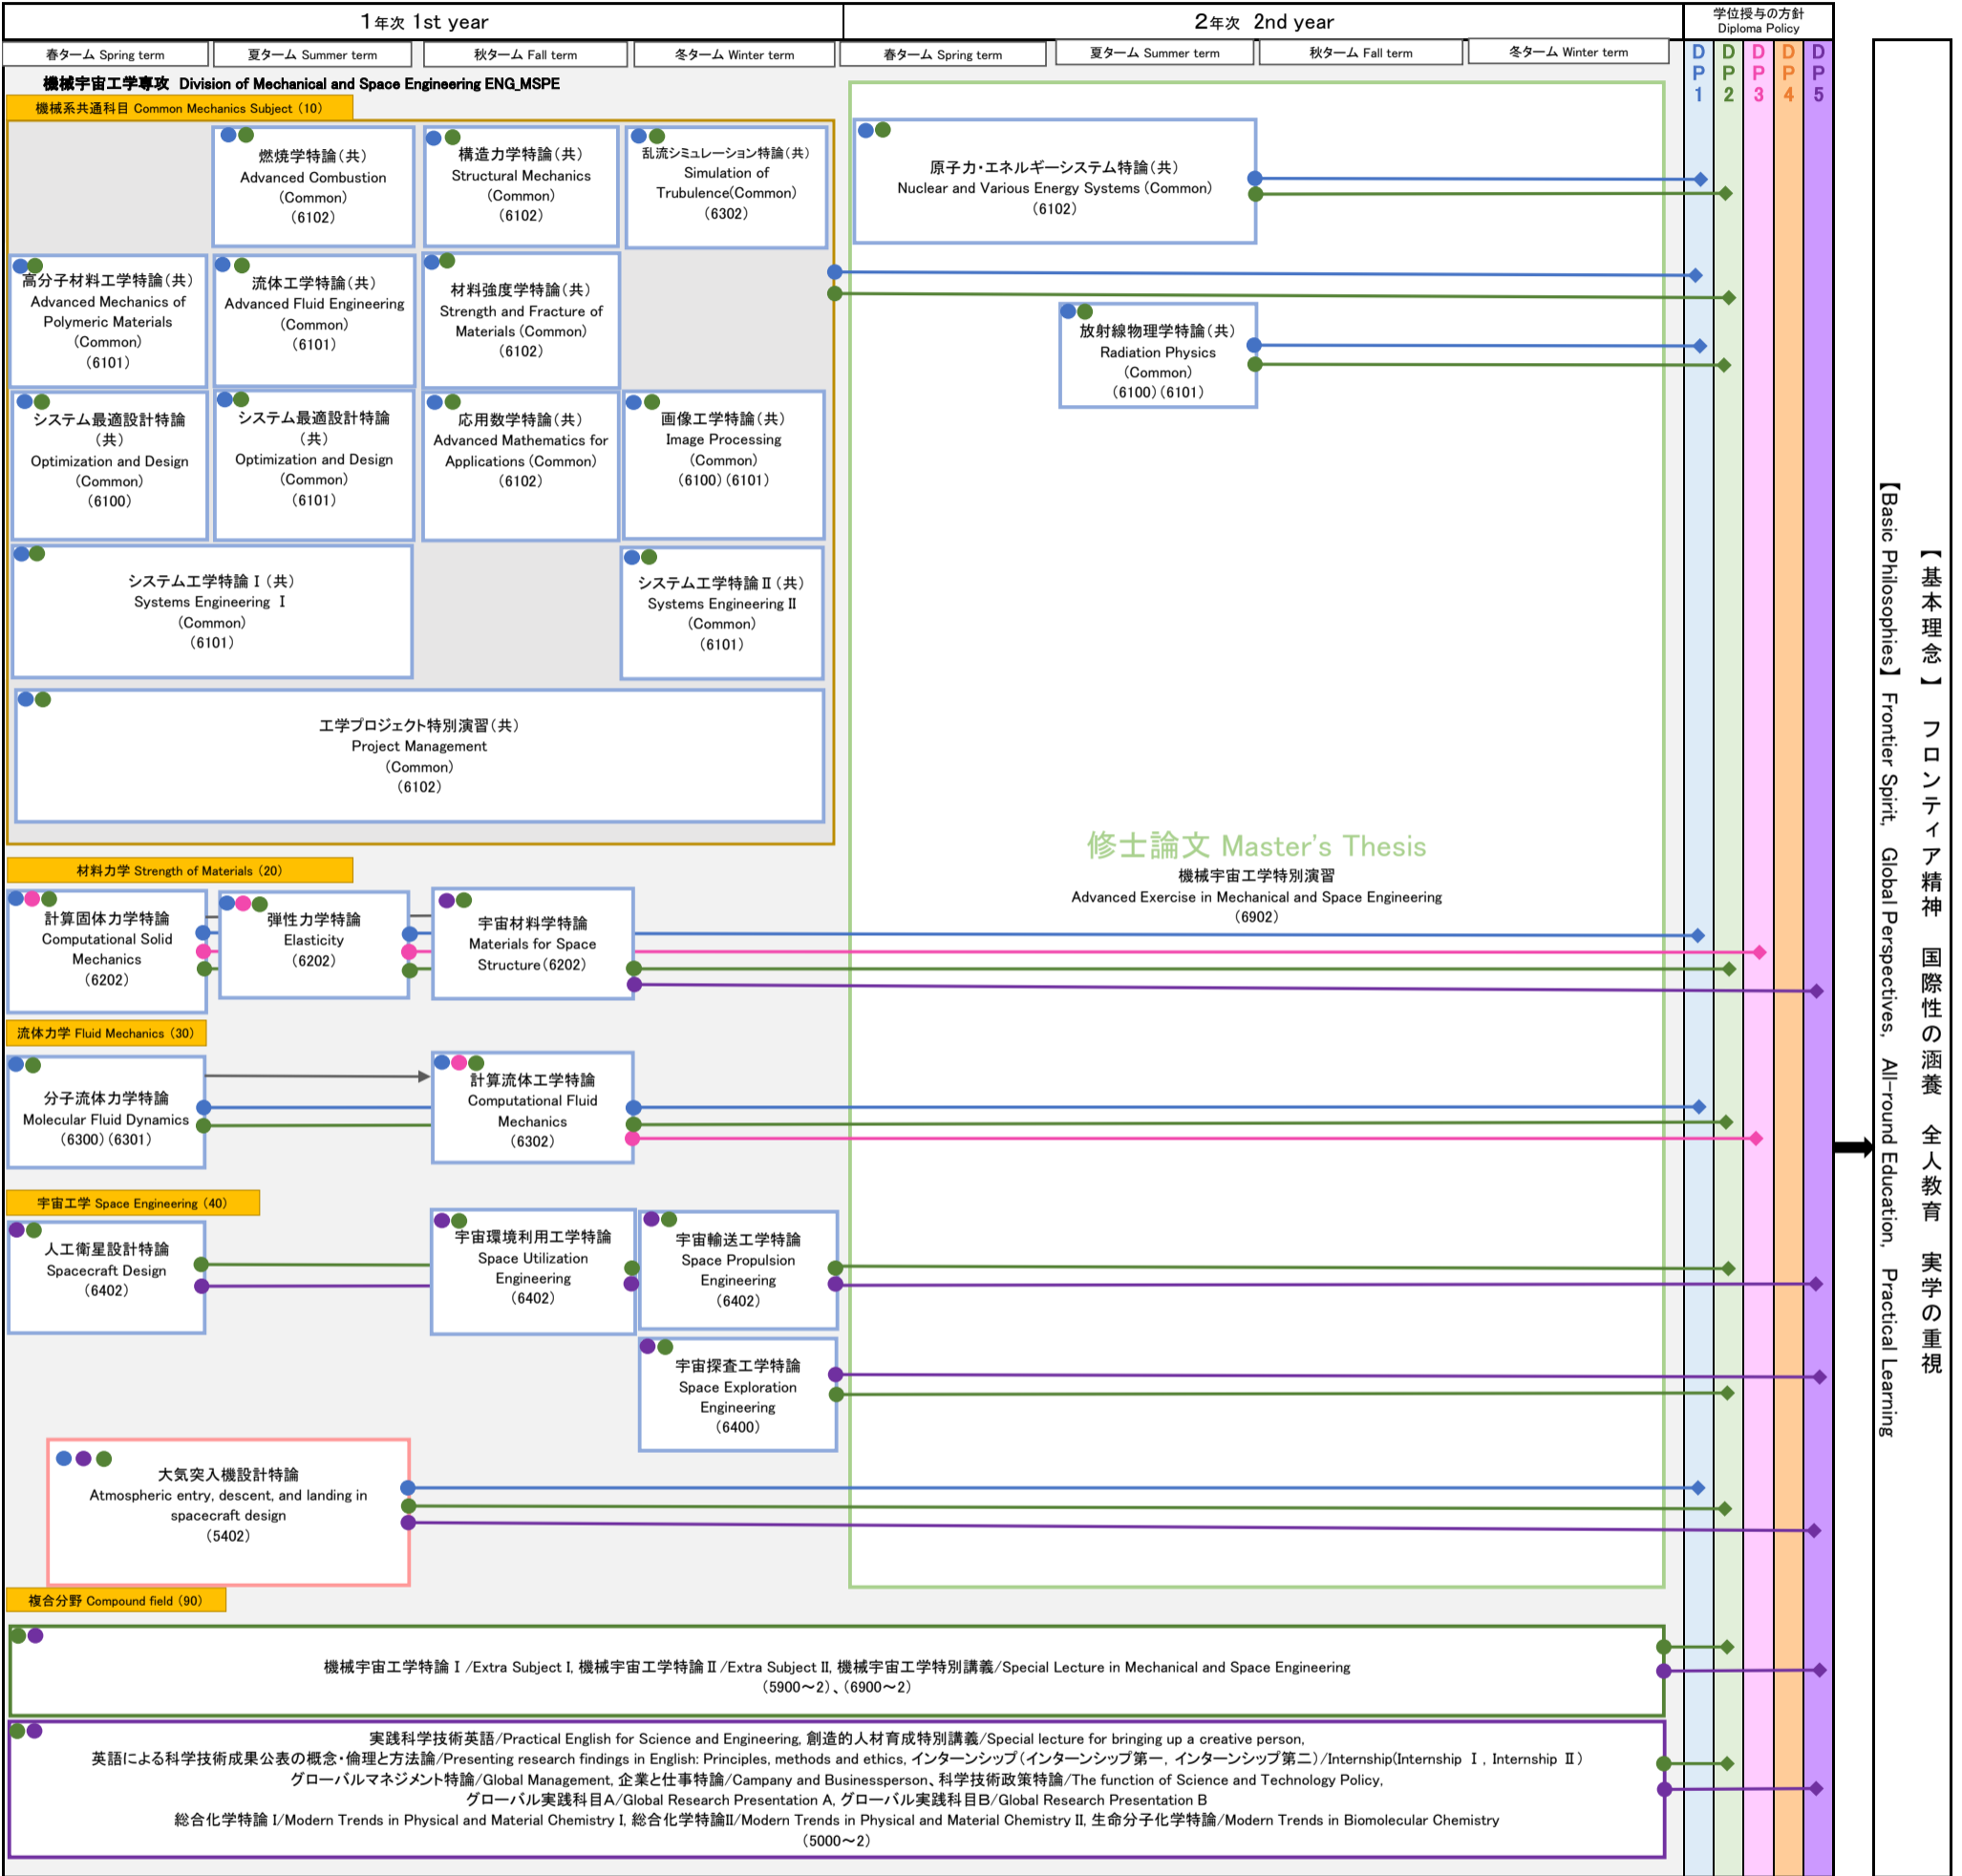 1年次 1st year
2年次 2nd year
学位授与の方針
Diploma Policy
春ターム Spring term
夏ターム Summer term
秋ターム Fall term
冬ターム Winter term
春ターム Spring term
夏ターム Summer term
秋ターム Fall term
冬ターム Winter term
DP1
DP2
DP3
DP4
DP5
機械宇宙工学専攻 Division of Mechanical and Space Engineering ENG_MSPE
機械系共通科目 Common Mechanics Subject (10)
燃焼学特論(共)
Advanced Combustion
(Common)
(6102)
構造力学特論(共)
Structural Mechanics
(Common)
(6102)
乱流シミュレーション特論(共)
Simulation of
Trubulence(Common)
(6302)
原子力・エネルギーシステム特論(共)
Nuclear and Various Energy Systems (Common)
(6102)
高分子材料工学特論(共)
Advanced Mechanics of
Polymeric Materials
(Common)
(6101)
流体工学特論(共)
Advanced Fluid Engineering
(Common)
(6101)
材料強度学特論(共)
Strength and Fracture of
Materials (Common)
(6102)
放射線物理学特論(共)
Radiation Physics
(Common)
(6100)(6101)
システム最適設計特論
(共)
Optimization and Design
(Common)
(6100)
システム最適設計特論
(共)
Optimization and Design
(Common)
(6101)
応用数学特論(共)
Advanced Mathematics for
Applications (Common)
(6102)
画像工学特論(共)
Image Processing
(Common)
(6100)(6101)
システム工学特論Ⅰ(共)
Systems Engineering Ⅰ
(Common)
(6101)
システム工学特論Ⅱ(共)
Systems Engineering Ⅱ
(Common)
(6101)
工学プロジェクト特別演習(共)
Project Management
(Common)
(6102)
修士論文 Master's Thesis
機械宇宙工学特別演習
Advanced Exercise in Mechanical and Space Engineering
(6902)
材料力学 Strength of Materials (20)
計算固体力学特論
Computational Solid
Mechanics
(6202)
弾性力学特論
Elasticity
(6202)
宇宙材料学特論
Materials for Space
Structure(6202)
流体力学 Fluid Mechanics (30)
分子流体力学特論
Molecular Fluid Dynamics
(6300)(6301)
計算流体工学特論
Computational Fluid
Mechanics
(6302)
宇宙工学 Space Engineering (40)
人工衛星設計特論
Spacecraft Design
(6402)
宇宙環境利用工学特論
Space Utilization
Engineering
(6402)
宇宙輸送工学特論
Space Propulsion
Engineering
(6402)
宇宙探査工学特論
Space Exploration
Engineering
(6400)
大気突入機設計特論
Atmospheric entry, descent, and landing in
spacecraft design
(5402)
複合分野 Compound field (90)
機械宇宙工学特論Ⅰ/Extra Subject I, 機械宇宙工学特論Ⅱ/Extra Subject II, 機械宇宙工学特別講義/Special Lecture in Mechanical and Space Engineering
(5900～2)、(6900～2)
実践科学技術英語/Practical English for Science and Engineering, 創造的人材育成特別講義/Special lecture for bringing up a creative person,
英語による科学技術成果公表の概念・倫理と方法論/Presenting research findings in English: Principles, methods and ethics, インターンシップ(インターンシップ第一, インターンシップ第二)/Internship(Internship Ⅰ, Internship Ⅱ)
グローバルマネジメント特論/Global Management, 企業と仕事特論/Campany and Businessperson、科学技術政策特論/The function of Science and Technology Policy,
グローバル実践科目A/Global Research Presentation A, グローバル実践科目B/Global Research Presentation B
総合化学特論 I/Modern Trends in Physical and Material Chemistry I, 総合化学特論II/Modern Trends in Physical and Material Chemistry II, 生命分子化学特論/Modern Trends in Biomolecular Chemistry
(5000～2)
【基本理念】 フロンティア精神 国際性の涵養 全人教育 実学の重視
【Basic Philosophies】 Frontier Spirit, Global Perspectives, All-round Education, Practical Learning